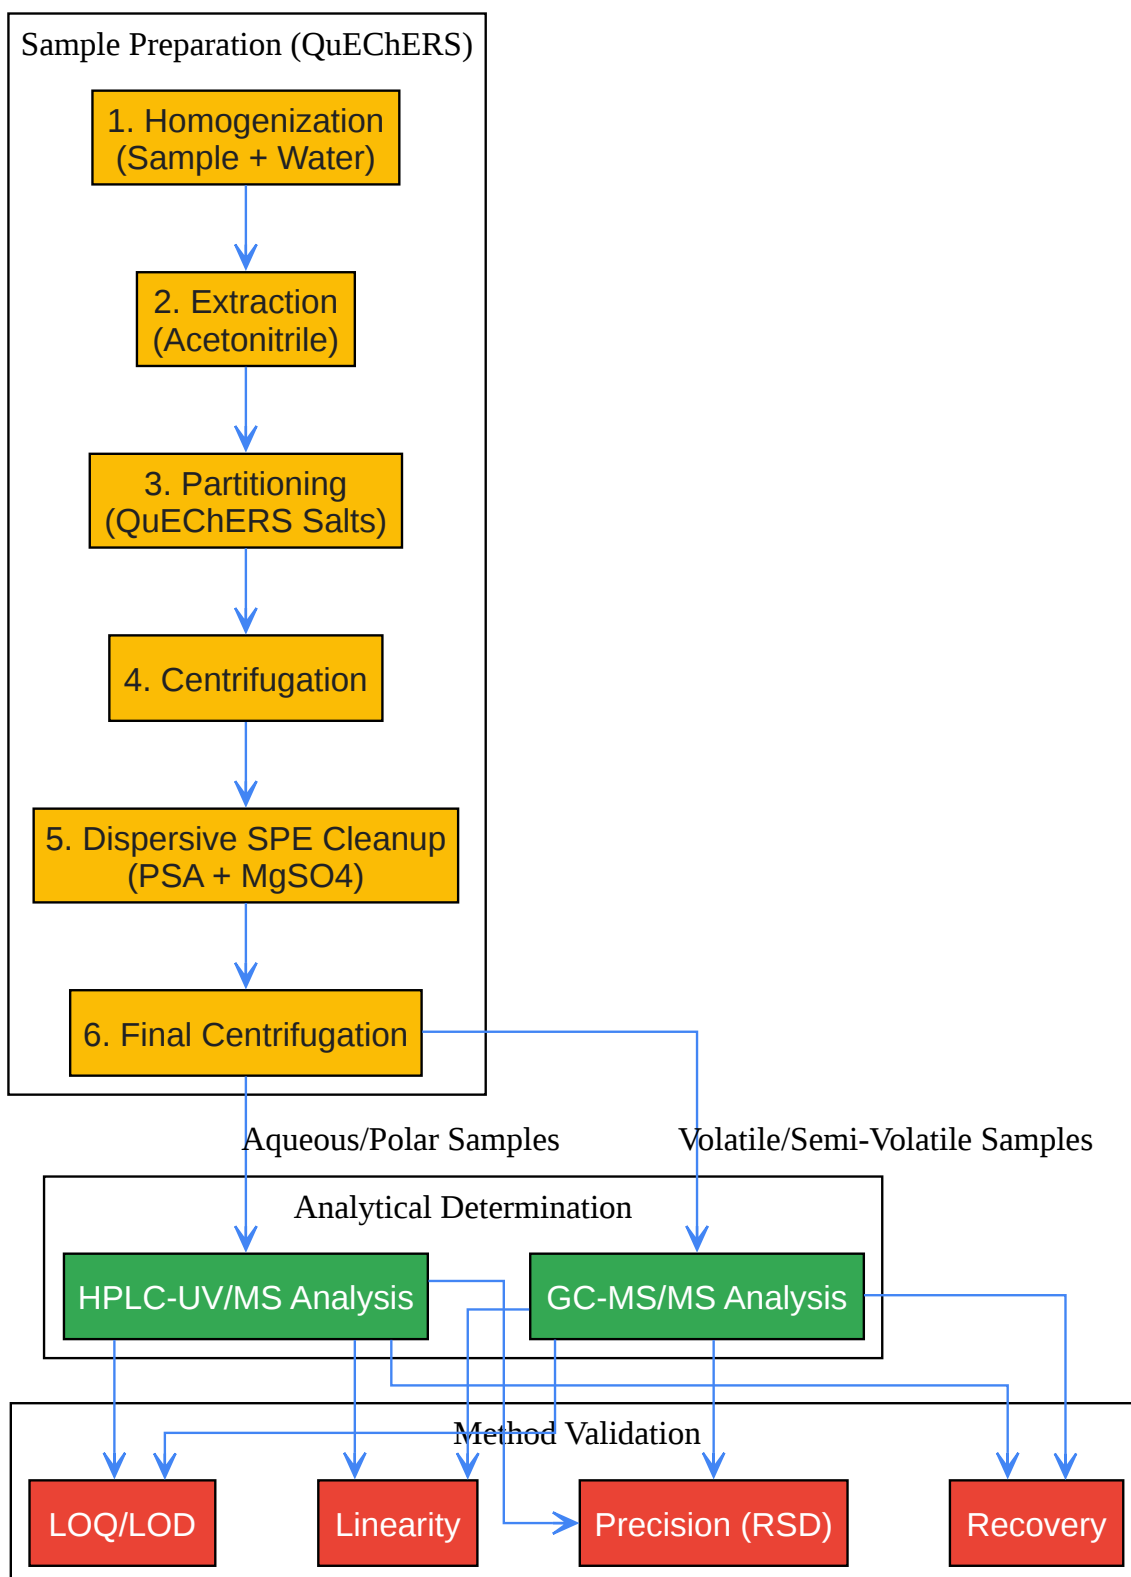 Sample Preparation (QuEChERS)
1. Homogenization
(Sample + Water)
2. Extraction
(Acetonitrile)
3. Partitioning
(QuEChERS Salts)
4. Centrifugation
5. Dispersive SPE Cleanup
(PSA + MgSO4)
6. Final Centrifugation
Aqueous/Polar Samples
Volatile/Semi-Volatile Samples
Analytical Determination
HPLC-UV/MS Analysis
GC-MS/MS Analysis
Method Validation
LOQ/LOD
Linearity
Precision (RSD)
Recovery